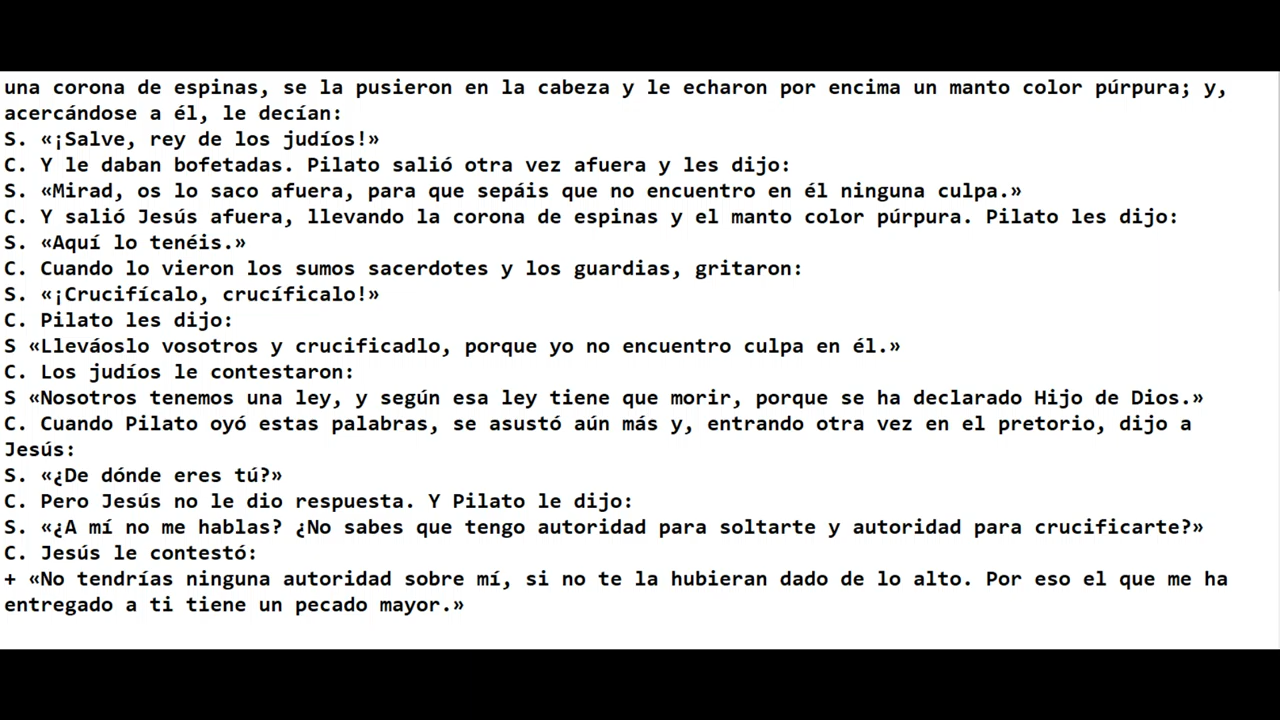 una corona de espinas, se la pusieron en la cabeza y le echaron por encima un manto color púrpura; y,
acercándose a él, le decían:
S. «¡Salve, rey de los judíos!»
C. Y le daban bofetadas. Pilato salió otra vez afuera y les dijo:
S. «Mirad, os lo saco afuera, para que sepáis que no encuentro en él ninguna culpa.»
C. Y salió Jesús afuera, llevando la corona de espinas y el manto color púrpura. Pilato les dijo:
S. «Aquí lo tenéis.»
C. Cuando lo vieron los sumos sacerdotes y los guardias, gritaron:
S. «¡Crucifícalo, crucíficalo!»
C. Pilato les dijo:
S «Lleváoslo vosotros y crucificadlo, porque yo no encuentro culpa en él.»
C. Los judíos le contestaron:
S «Nosotros tenemos una ley, y según esa ley tiene que morir, porque se ha declarado Hijo de Dios.»
C. Cuando Pilato oyó estas palabras, se asustó aún más y, entrando otra vez en el pretorio, dijo a
Jesús:
S. «¿De dónde eres tú?»
C. Pero Jesús no le dio respuesta. Y Pilato le dijo:
S. «¿A mí no me hablas? ¿No sabes que tengo autoridad para soltarte y autoridad para crucificarte?»
C. Jesús le contestó:
+ «No tendrías ninguna autoridad sobre mí, si no te la hubieran dado de lo alto. Por eso el que me ha
entregado a ti tiene un pecado mayor.»